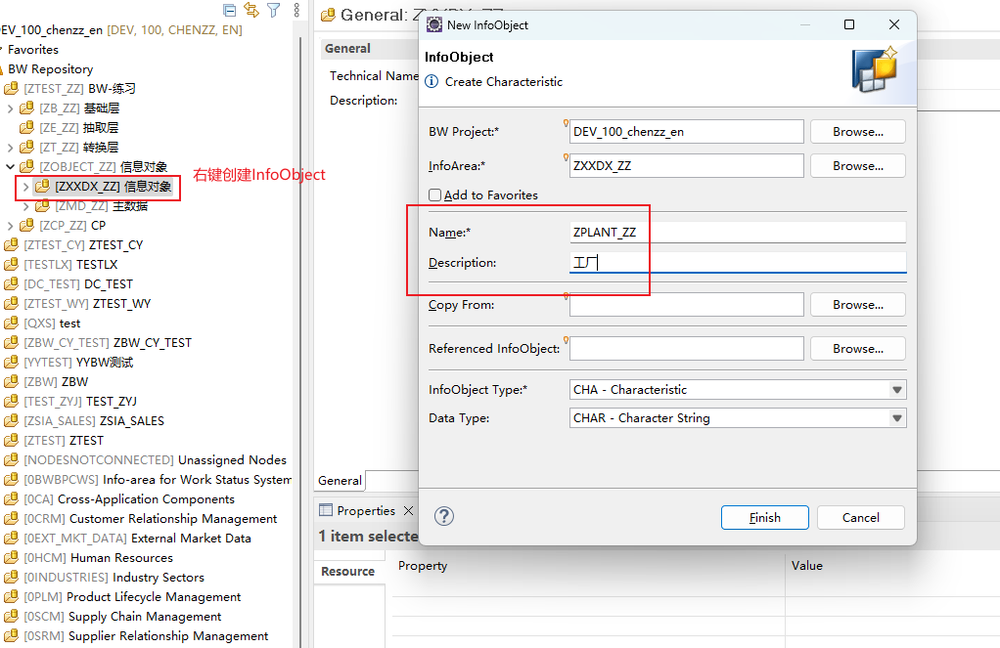 EV_100_chenzz_en [DEV, 100, CHENZZ, EN]
Favorites
BW Repository
[ZTEST_ZZ] BW-练习
[ZB_ZZ] 基础层
[ZE_ZZ] 抽取层
[ZT_ZZ] 转换层
[ZOBJECT_ZZ] 信息对象
[ZXXDX_ZZ] 信息对象
[ZMD_ZZ] 主数据
[ZCP_ZZ] CP
[ZTEST_CY] ZTEST_CY
[TESTLX] TESTLX
[DC_TEST] DC_TEST
[ZTEST_WY] ZTEST_WY
[QXS] test
[ZBW_CY_TEST] ZBW_CY_TEST
[YYTEST] YYBW测试
[ZBW] ZBW
[TEST_ZYJ] TEST_ZYJ
[ZSIA_SALES] ZSIA_SALES
[ZTEST] ZTEST
[NODESNOTCONNECTED] Unassigned Nodes
[0BWBPCWS] Info-area for Work Status System
[0CA] Cross-Application Components
[0CRM] Customer Relationship Management
[0EXT_MKT_DATA] External Market Data
[0HCM] Human Resources
[0INDUSTRIES] Industry Sectors
[0PLM] Product Lifecycle Management
[0SCM] Supply Chain Management
[0SRM] Supplier Relationship Management
右键创建InfoObject
General:
General
Technical Name
Description:
General
Properties
1 item selecte
Resource
Property Value
New InfoObject
InfoObject
Create Characteristic
BW Project:* DEV_100_chenzz_en Browse...
InfoArea:* ZXXDX_ZZ Browse...
Add to Favorites
Name:* ZPLANT_ZZ
Description: 工厂
Copy From: Browse...
Referenced InfoObject: Browse...
InfoObject Type:* CHA - Characteristic
Data Type: CHAR - Character String
Finish Cancel